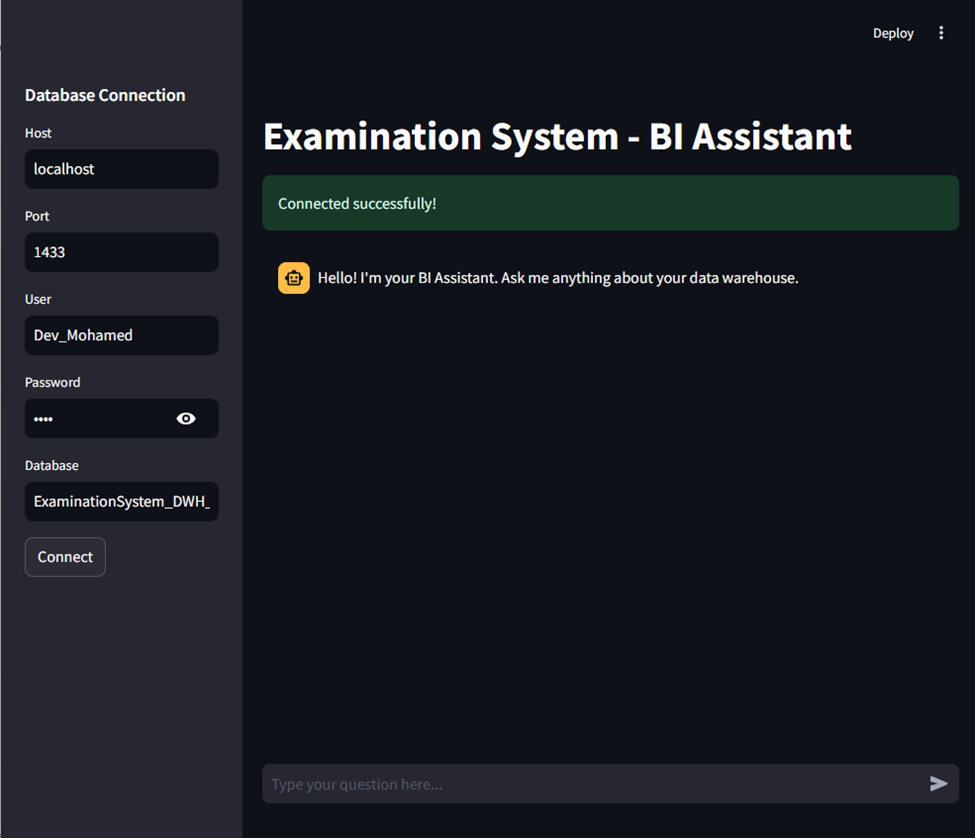 Deploy
Database Connection
Host
localhost
Port
1433
User
Dev_Mohamed
Password
••••
Database
ExaminationSystem_DWH_
Connect
Examination System - BI Assistant
Connected successfully!
Hello! I'm your BI Assistant. Ask me anything about your data warehouse.
Type your question here...